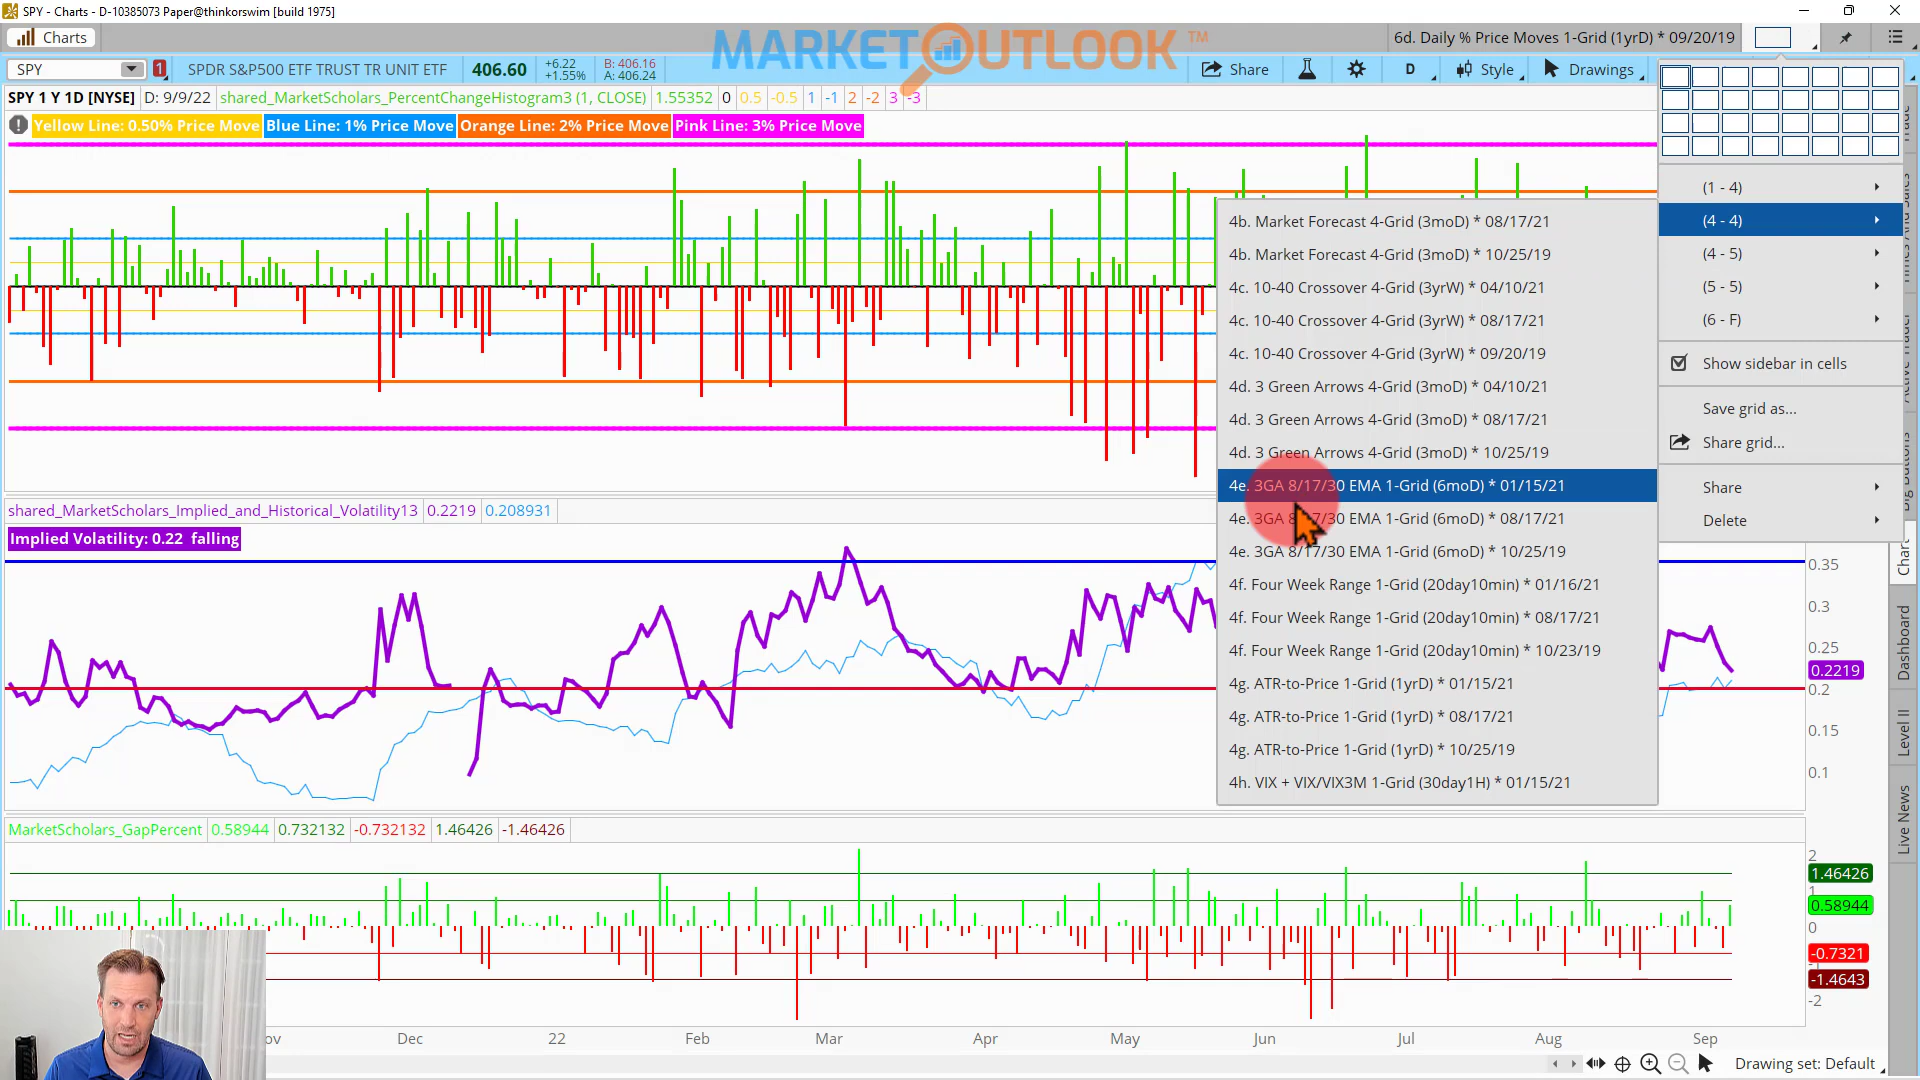 SPY - Charts - D-10385073 Paper@thinkorswim [build 1975]
Charts
MARKET OUTLOOK ™
6d. Daily % Price Moves 1-Grid (1yrD) * 09/20/19
SPY
1
SPDR S&P500 ETF TRUST TR UNIT ETF
406.60
+6.22
+1.55%
B: 406.16
A: 406.24
Share
D
Style
Drawings
SPY 1 Y 1D [NYSE]
D: 9/9/22
shared_MarketScholars_PercentChangeHistogram3 (1, CLOSE)
1.55352
0
0.5
-0.5
1
-1
2
-2
3
-3
Yellow Line: 0.50% Price Move
Blue Line: 1% Price Move
Orange Line: 2% Price Move
Pink Line: 3% Price Move
(1 - 4)
(4 - 4)
(4 - 5)
(5 - 5)
(6 - F)
Show sidebar in cells
Save grid as...
Share grid...
Share
Delete
4b. Market Forecast 4-Grid (3moD) * 08/17/21
4b. Market Forecast 4-Grid (3moD) * 10/25/19
4c. 10-40 Crossover 4-Grid (3yrW) * 04/10/21
4c. 10-40 Crossover 4-Grid (3yrW) * 08/17/21
4c. 10-40 Crossover 4-Grid (3yrW) * 09/20/19
4d. 3 Green Arrows 4-Grid (3moD) * 04/10/21
4d. 3 Green Arrows 4-Grid (3moD) * 08/17/21
4d. 3 Green Arrows 4-Grid (3moD) * 10/25/19
4e. 3GA 8/17/30 EMA 1-Grid (6moD) * 01/15/21
4e. 3GA 8/17/30 EMA 1-Grid (6moD) * 08/17/21
4e. 3GA 8/17/30 EMA 1-Grid (6moD) * 10/25/19
4f. Four Week Range 1-Grid (20day10min) * 01/16/21
4f. Four Week Range 1-Grid (20day10min) * 08/17/21
4f. Four Week Range 1-Grid (20day10min) * 10/23/19
4g. ATR-to-Price 1-Grid (1yrD) * 01/15/21
4g. ATR-to-Price 1-Grid (1yrD) * 08/17/21
4g. ATR-to-Price 1-Grid (1yrD) * 10/25/19
4h. VIX + VIX/VIX3M 1-Grid (30day1H) * 01/15/21
shared_MarketScholars_Implied_and_Historical_Volatility13
0.2219
0.208931
Implied Volatility: 0.22 falling
0.35
0.3
0.25
0.2219
0.2
0.15
0.1
MarketScholars_GapPercent
0.58944
0.732132
-0.732132
1.46426
-1.46426
2
1.46426
1
0.58944
0
-0.7321
-1.4643
-2
Dec
22
Feb
Mar
Apr
May
Jun
Jul
Aug
Sep
Drawing set: Default
Chart
Dashboard
Level II
Live News